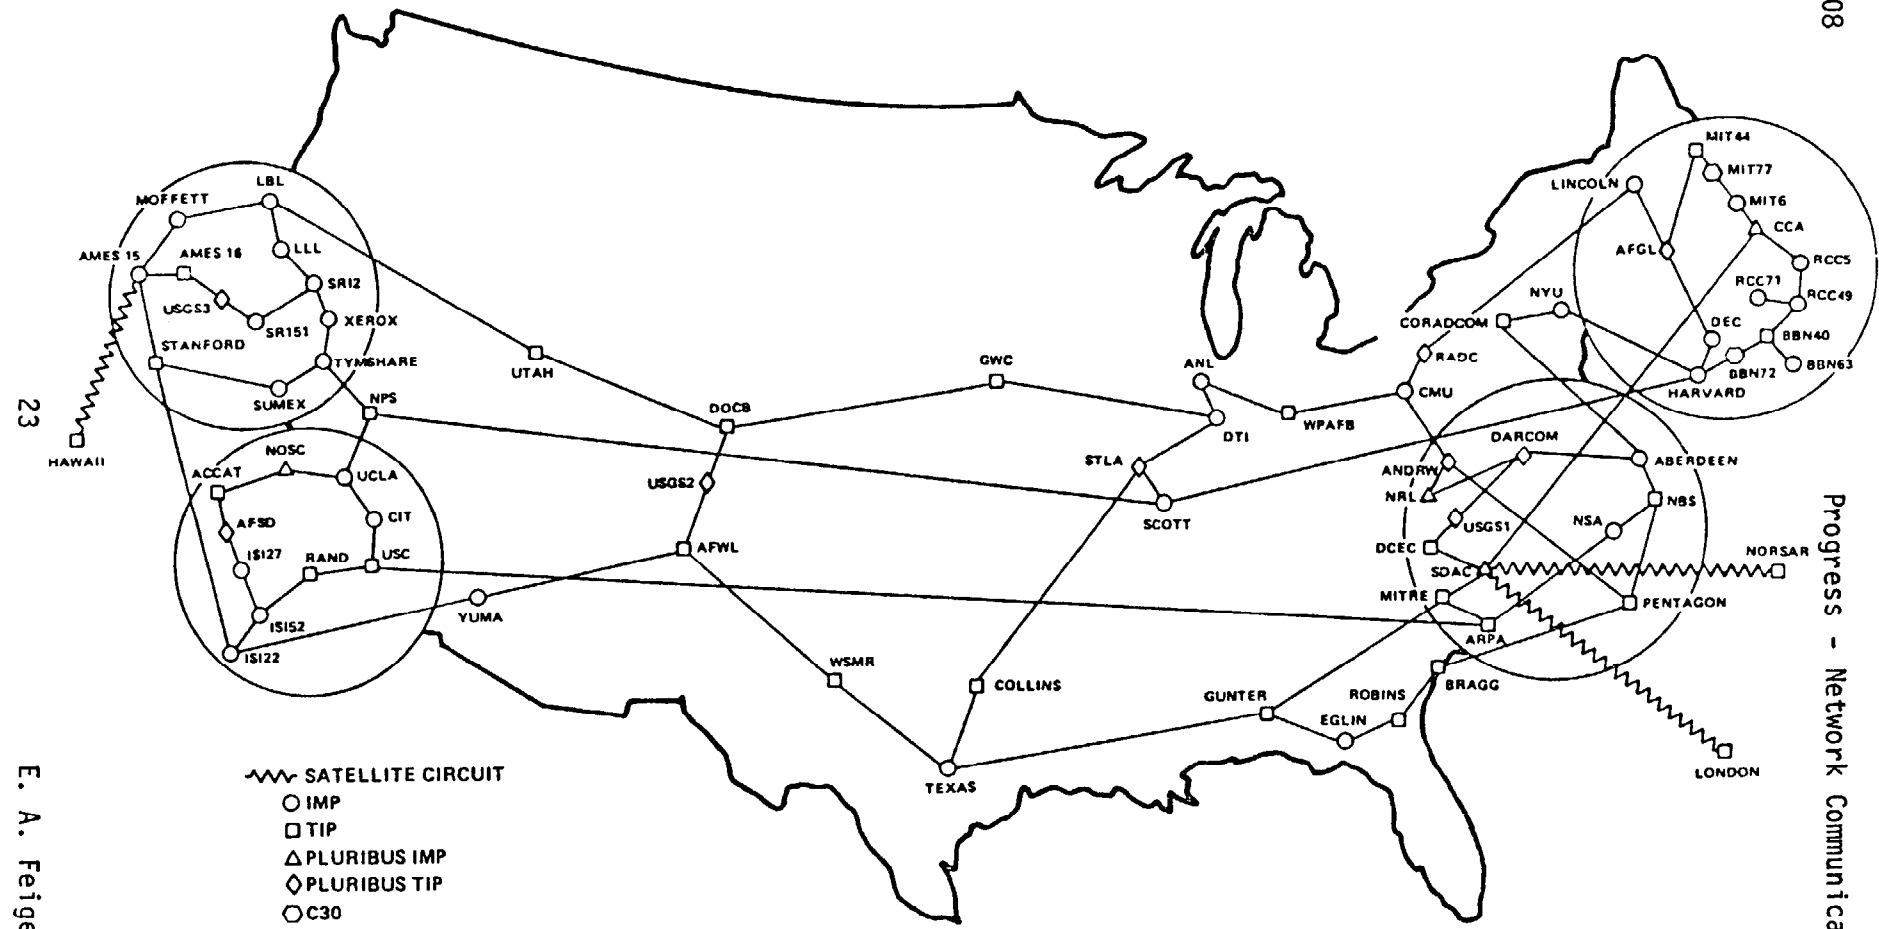 08
MIT44
MIT77
LINCOLN
MIT6
CCA
AFGL
RCC5
RCC71
RCC49
NYU
DEC
CORADCOM
BBN40
RADC
BBN72
BBN63
HARVARD
LBL
MOFFETT
AMES 15
AMES 16
LLL
SRI2
USGS3
SRI51
XEROX
STANFORD
TYMSHARE
SUMEX
NPS
HAWAII
UTAH
GWC
ANL
DOCB
DTI
WPAFB
CMU
STLA
SCOTT
DARCOM
ANDRW
ABERDEEN
NRL
NBS
USGS1
NSA
DCEC
SDAC
NORSAR
MITRE
PENTAGON
ARPA
BRAGG
LONDON
NOSC
ACCAT
UCLA
USGS2
AFSD
CIT
ISI27
RAND
USC
AFWL
YUMA
ISI52
ISI22
WSMR
COLLINS
GUNTER
ROBINS
EGLIN
TEXAS
SATELLITE CIRCUIT
IMP
TIP
PLURIBUS IMP
PLURIBUS TIP
C30
23
E. A. Feige
Progress - Network Communica